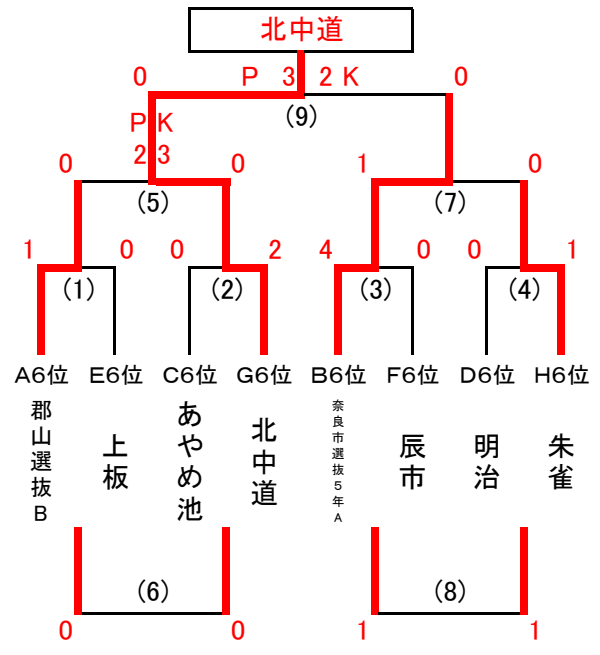 北中道
0 P 3 2 K 0
(9)
P K
2 3
0 0 1 0
(5) (7)
1 0 0 2 4 0 0 1
(1) (2) (3) (4)
A6位 E6位 C6位 G6位 B6位 F6位 D6位 H6位
郡山選抜B
上板
あやめ池
北中道
奈良市選抜5年A
辰市
明治
朱雀
(6) (8)
0 0 1 1